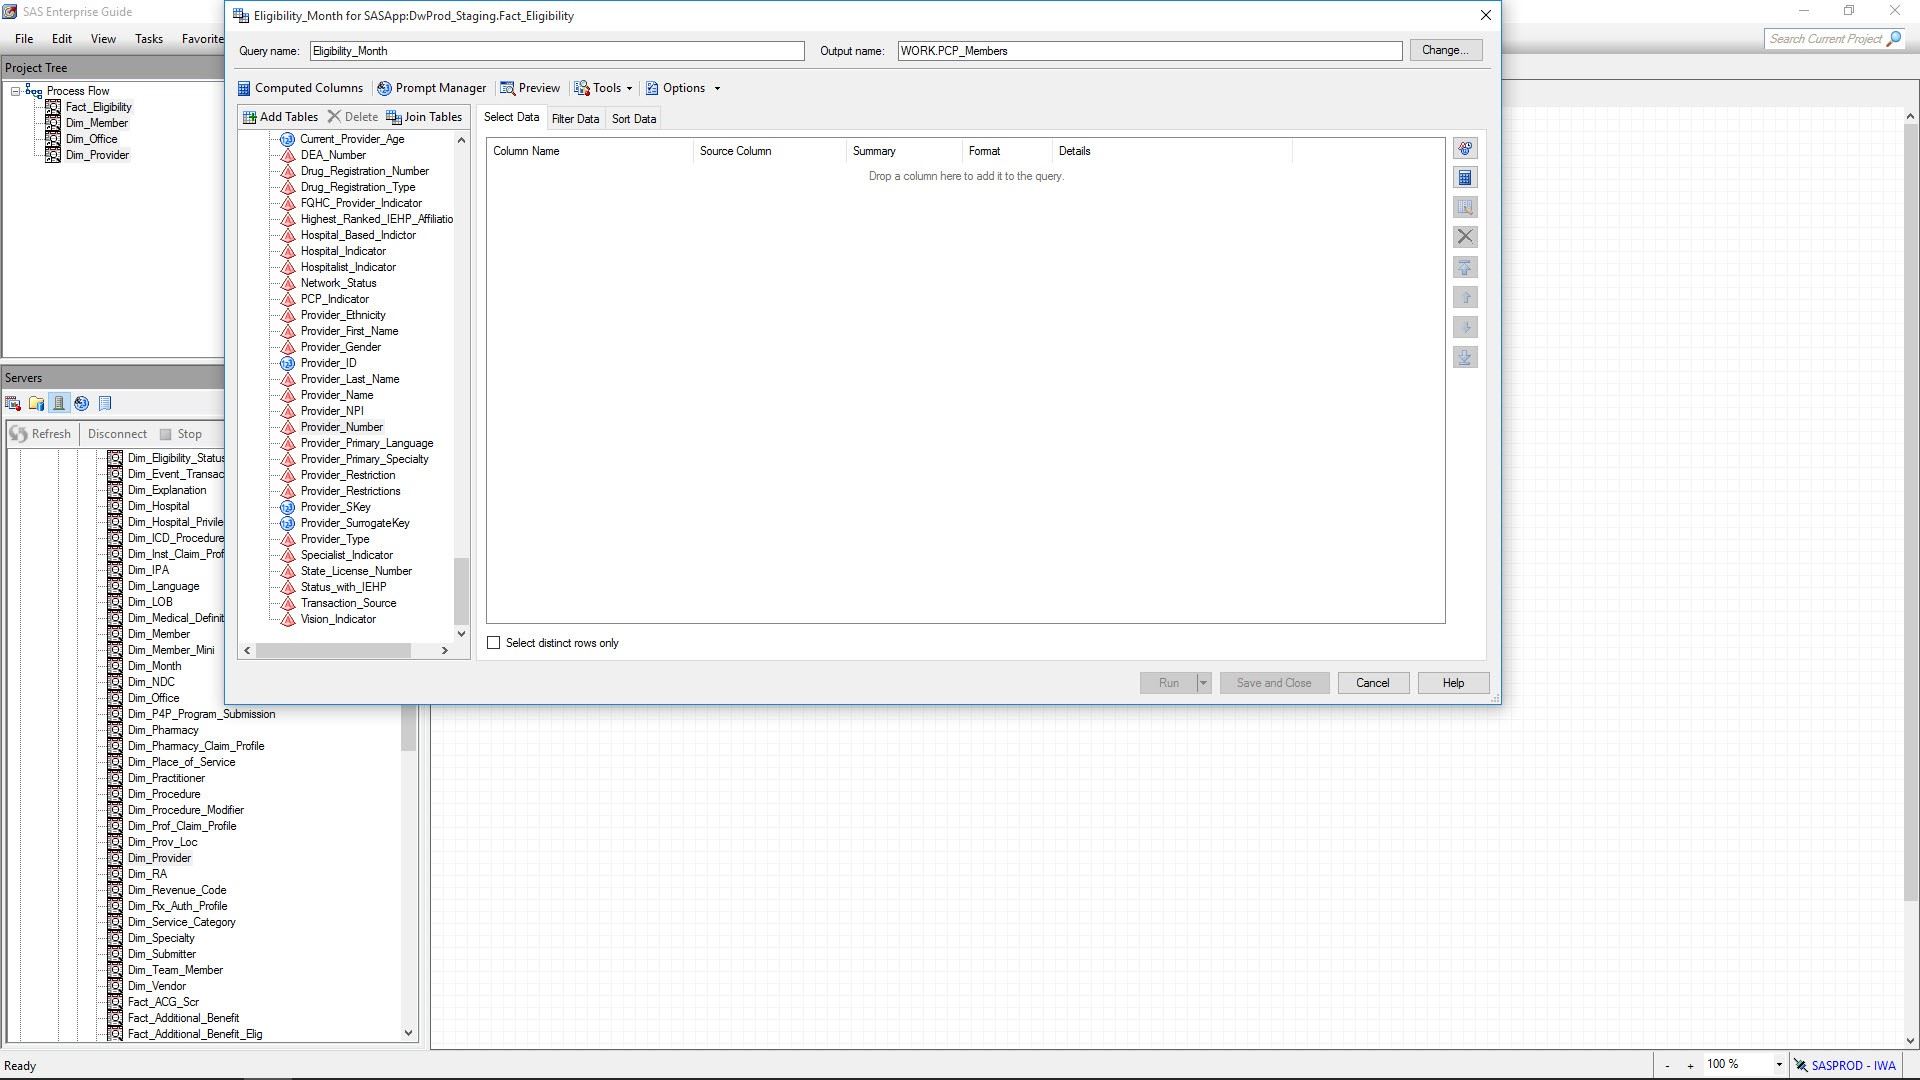 SAS Enterprise Guide
File Edit View Tasks Favorite
Search Current Project
Project Tree
Process Flow
Fact_Eligibility
Dim_Member
Dim_Office
Dim_Provider
Servers
Refresh Disconnect Stop
Dim_Eligibility_Status
Dim_Event_Transac
Dim_Explanation
Dim_Hospital
Dim_Hospital_Privile
Dim_ICD_Procedure
Dim_Inst_Claim_Prof
Dim_IPA
Dim_Language
Dim_LOB
Dim_Medical_Definit
Dim_Member
Dim_Member_Mini
Dim_Month
Dim_NDC
Dim_Office
Dim_P4P_Program_Submission
Dim_Pharmacy
Dim_Pharmacy_Claim_Profile
Dim_Place_of_Service
Dim_Practitioner
Dim_Procedure
Dim_Procedure_Modifier
Dim_Prof_Claim_Profile
Dim_Prov_Loc
Dim_Provider
Dim_RA
Dim_Revenue_Code
Dim_Rx_Auth_Profile
Dim_Service_Category
Dim_Specialty
Dim_Submitter
Dim_Team_Member
Dim_Vendor
Fact_ACG_Scr
Fact_Additional_Benefit
Fact_Additional_Benefit_Elig
Eligibility_Month for SASApp:DwProd_Staging.Fact_Eligibility
Query name: Eligibility_Month Output name: WORK.PCP_Members Change...
Computed Columns Prompt Manager Preview Tools Options
Add Tables Delete Join Tables
Current_Provider_Age
DEA_Number
Drug_Registration_Number
Drug_Registration_Type
FQHC_Provider_Indicator
Highest_Ranked_IEHP_Affiliatio
Hospital_Based_Indictor
Hospital_Indicator
Hospitalist_Indicator
Network_Status
PCP_Indicator
Provider_Ethnicity
Provider_First_Name
Provider_Gender
Provider_ID
Provider_Last_Name
Provider_Name
Provider_NPI
Provider_Number
Provider_Primary_Language
Provider_Primary_Specialty
Provider_Restriction
Provider_Restrictions
Provider_SKey
Provider_SurrogateKey
Provider_Type
Specialist_Indicator
State_License_Number
Status_with_IEHP
Transaction_Source
Vision_Indicator
Select Data Filter Data Sort Data
Column Name Source Column Summary Format Details
Drop a column here to add it to the query.
Select distinct rows only
Run Save and Close Cancel Help
Ready - + 100 % SASPROD - IWA